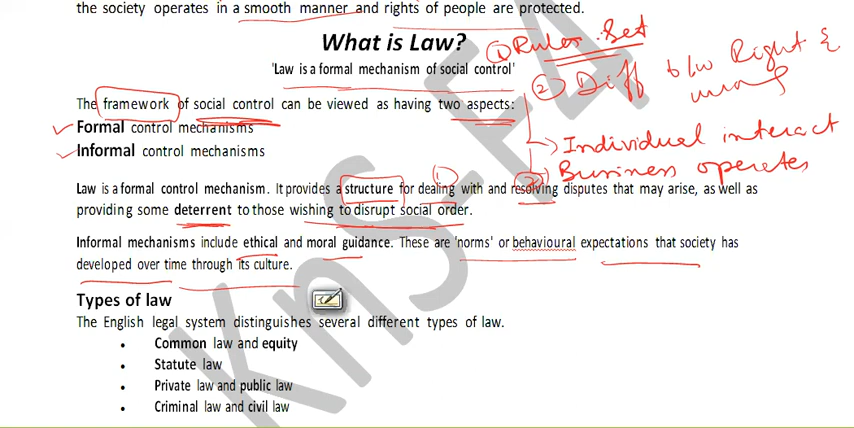 the society operates in a smooth manner and rights of people are protected.
What is Law?
① Rules Set
'Law is a formal mechanism of social control'
② Diff b/w Right &
wrong
The framework of social control can be viewed as having two aspects:
Formal control mechanisms
Individual interact
Informal control mechanisms
Business operates
①
②
Law is a formal control mechanism. It provides a structure for dealing with and resolving disputes that may arise, as well as
providing some deterrent to those wishing to disrupt social order.
Informal mechanisms include ethical and moral guidance. These are 'norms' or behavioural expectations that society has
developed over time through its culture.
Types of law
The English legal system distinguishes several different types of law.
• Common law and equity
• Statute law
• Private law and public law
• Criminal law and civil law
KNS-F4